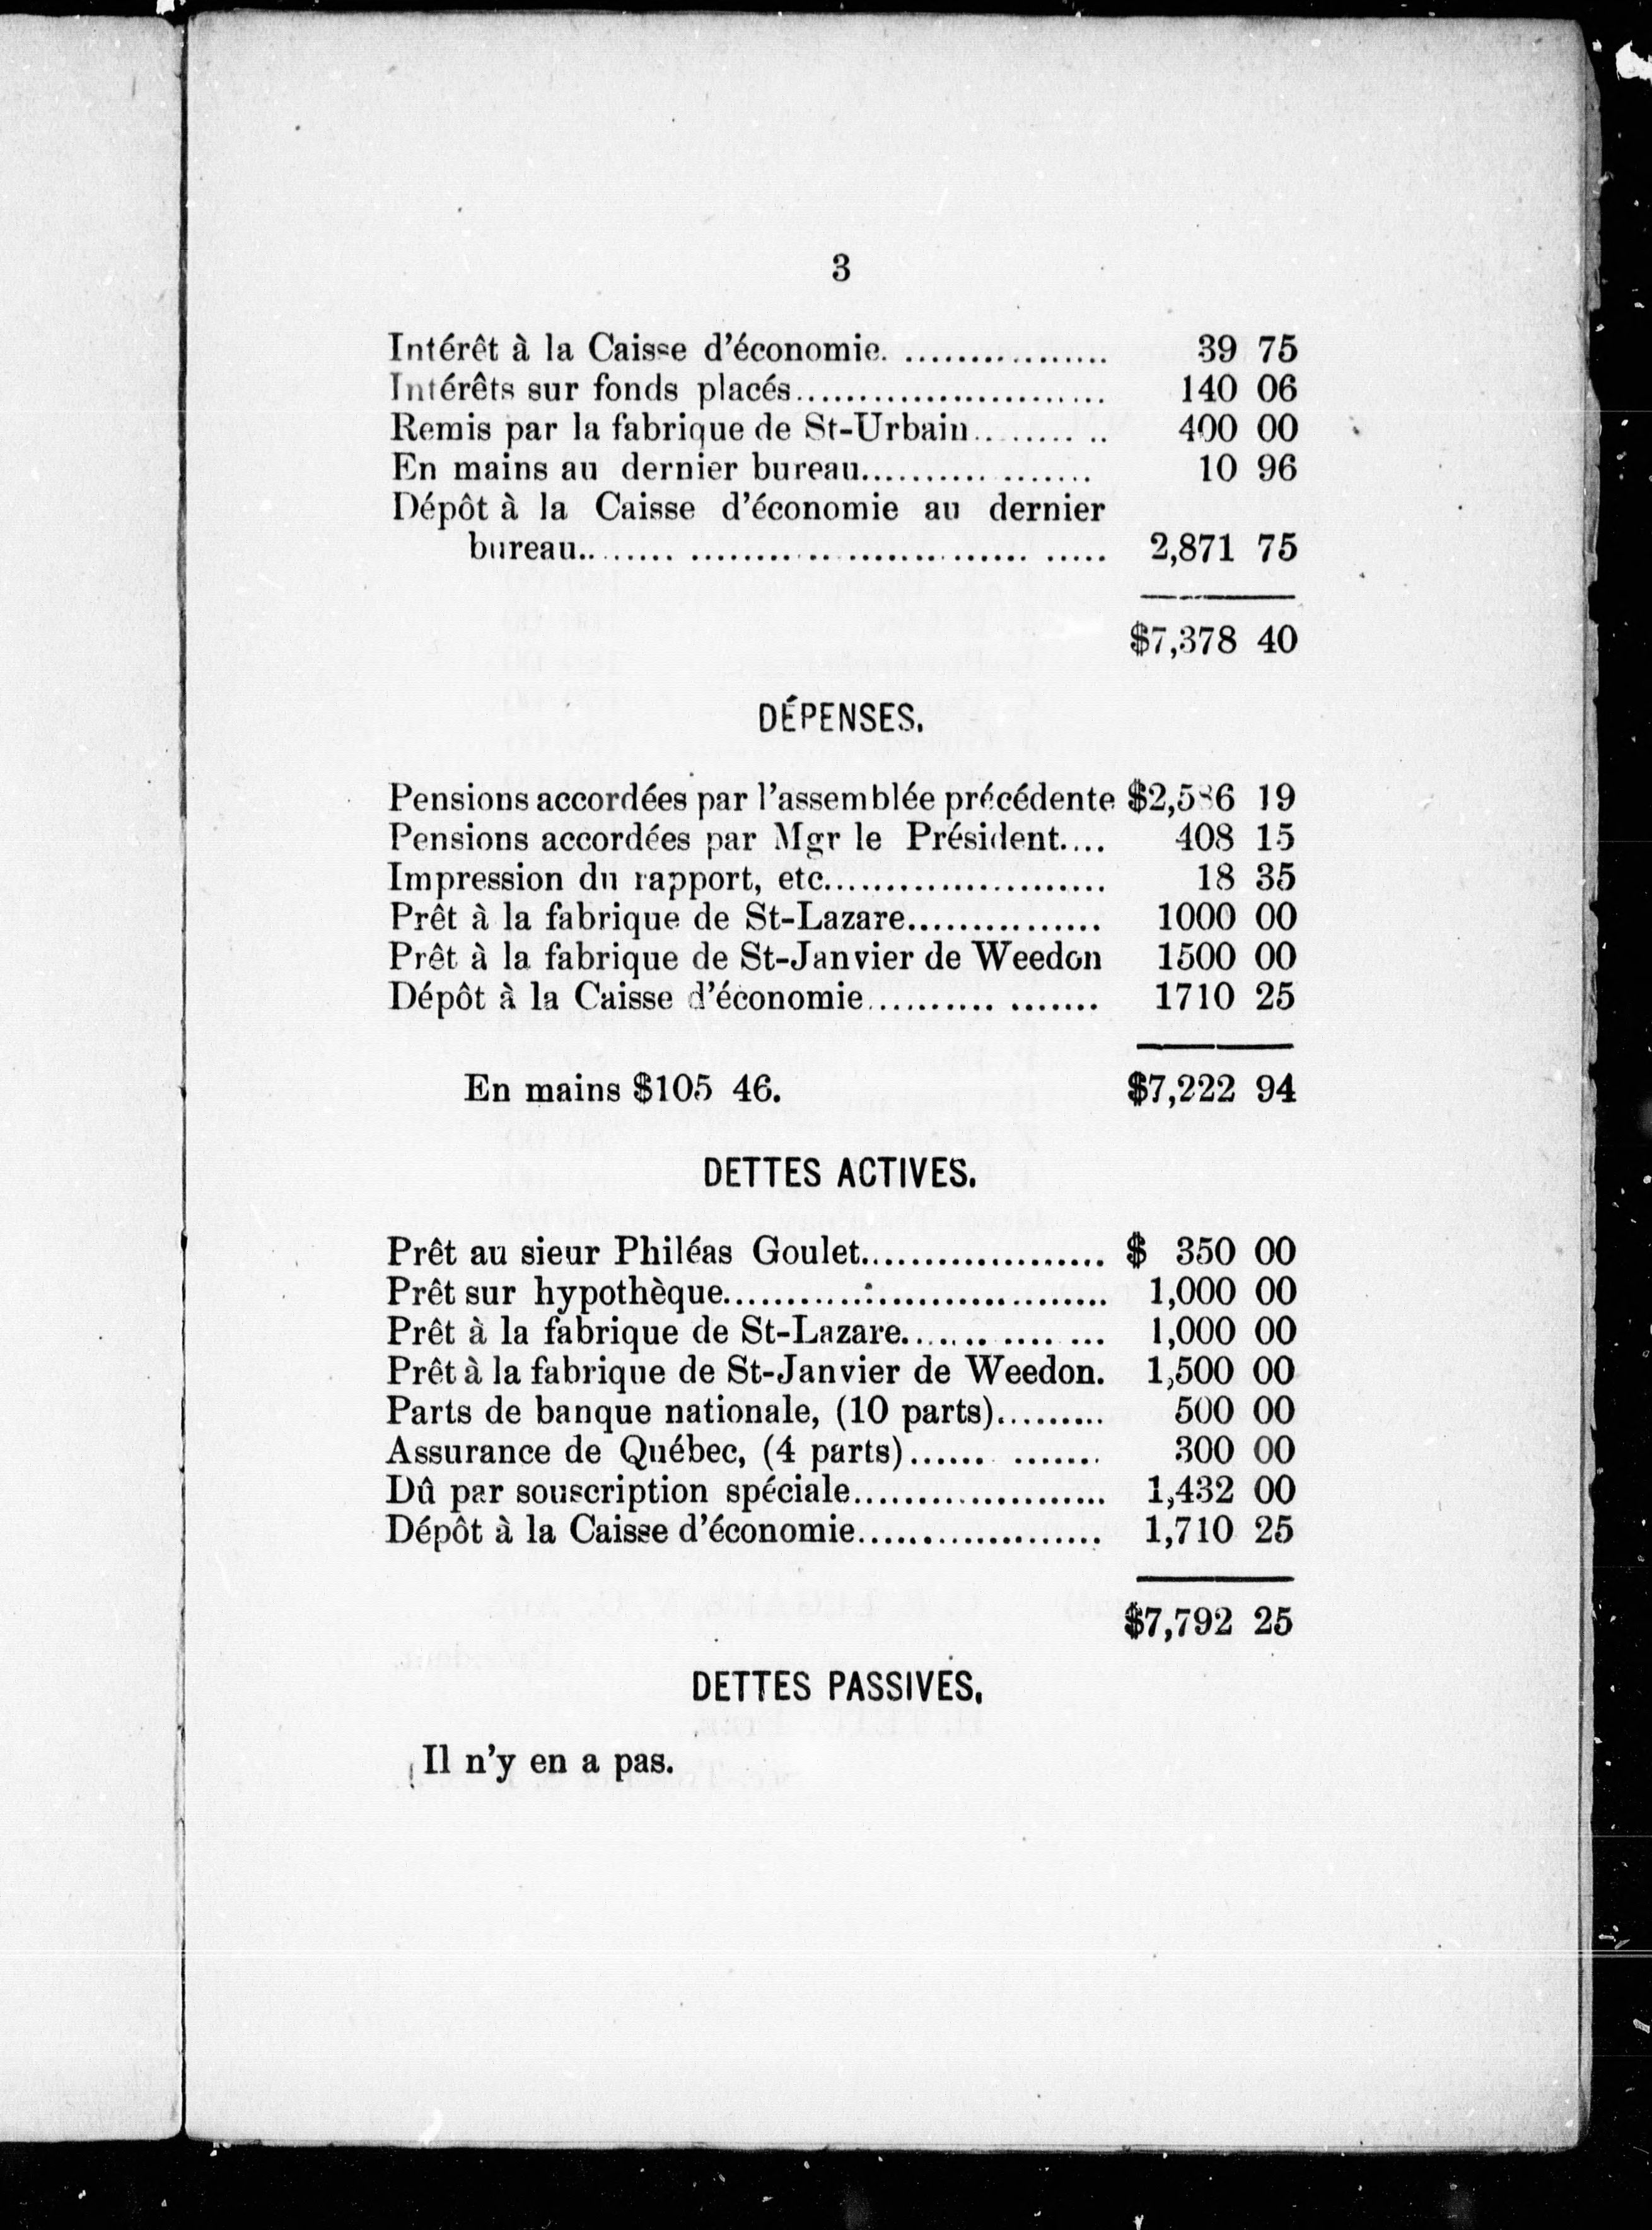 3
Intérêt à la Caisse d'économie. ................ 39 75
Intérêts sur fonds placés........................ 140 06
Remis par la fabrique de St-Urbain........ .. 400 00
En mains au dernier bureau.......... ....... 10 96
Dépôt à la Caisse d'économie au dernier
bureau......... ........................... ..... 2,871 75
$7,378 40
DÉPENSES.
Pensions accordées par l'assemblée précédente $2,586 19
Pensions accordées par Mgr le Président.... 408 15
Impression du rapport, etc...................... 18 35
Prêt à la fabrique de St-Lazare............... 1000 00
Prêt à la fabrique de St-Janvier de Weedon 1500 00
Dépôt à la Caisse d'économie.......... ....... 1710 25
En mains $105 46. $7,222 94
DETTES ACTIVES.
Prêt au sieur Philéas Goulet................... $ 350 00
Prêt sur hypothèque...........:.................. 1,000 00
Prêt à la fabrique de St-Lazare....... .... ... 1,000 00
Prêt à la fabrique de St-Janvier de Weedon. 1,500 00
Parts de banque nationale, (10 parts)......... 500 00
Assurance de Québec, (4 parts)...... ....... 300 00
Dû par souscription spéciale.................... 1,432 00
Dépôt à la Caisse d'économie................... 1,710 25
$7,792 25
DETTES PASSIVES.
Il n'y en a pas.